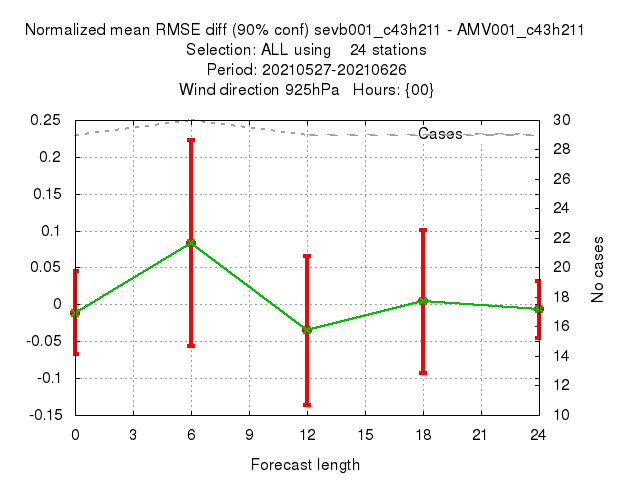 Normalized mean RMSE diff (90% conf) sevb001_c43h211 - AMV001_c43h211
Selection: ALL using 24 stations
Period: 20210527-20210626
Wind direction 925hPa Hours: {00}
0.25
0.2
0.15
0.1
0.05
0
-0.05
-0.1
-0.15
Cases
30
28
26
24
22
20
18
16
14
12
10
No cases
0 3 6 9 12 15 18 21 24
Forecast length